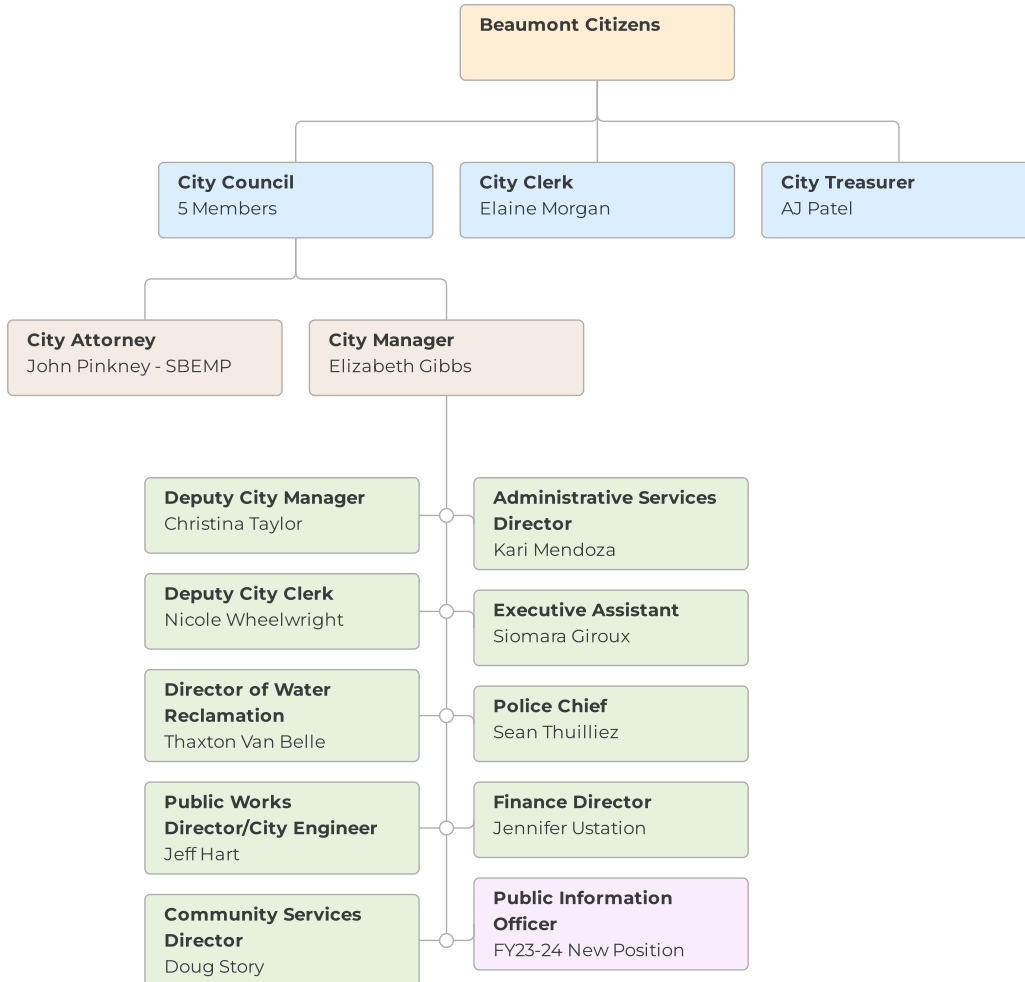 Beaumont Citizens
City Council
5 Members
City Clerk
Elaine Morgan
City Treasurer
AJ Patel
City Attorney
John Pinkney - SBEMP
City Manager
Elizabeth Gibbs
Deputy City Manager
Christina Taylor
Administrative Services
Director
Kari Mendoza
Deputy City Clerk
Nicole Wheelwright
Executive Assistant
Siomara Giroux
Director of Water
Reclamation
Thaxton Van Belle
Police Chief
Sean Thuilliez
Public Works
Director/City Engineer
Jeff Hart
Finance Director
Jennifer Ustation
Community Services
Director
Doug Story
Public Information
Officer
FY23-24 New Position